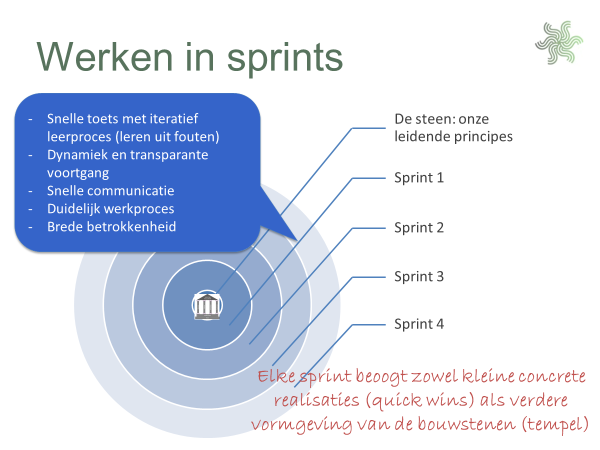 Werken in sprints
- Snelle toets met iteratief
leerproces (leren uit fouten)
- Dynamiek en transparante
voortgang
- Snelle communicatie
- Duidelijk werkproces
- Brede betrokkenheid
De steen: onze
leidende principes
Sprint 1
Sprint 2
Sprint 3
Sprint 4
Elke sprint beoogt zowel kleine concrete
realisaties (quick wins) als verdere
vormgeving van de bouwstenen (tempel)